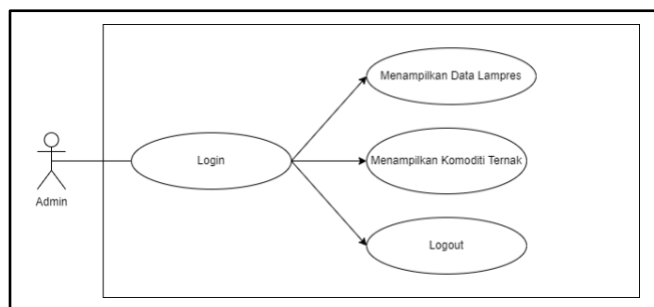 Menampilkan Data Lampres
Login
Menampilkan Komoditi Ternak
Admin
Logout